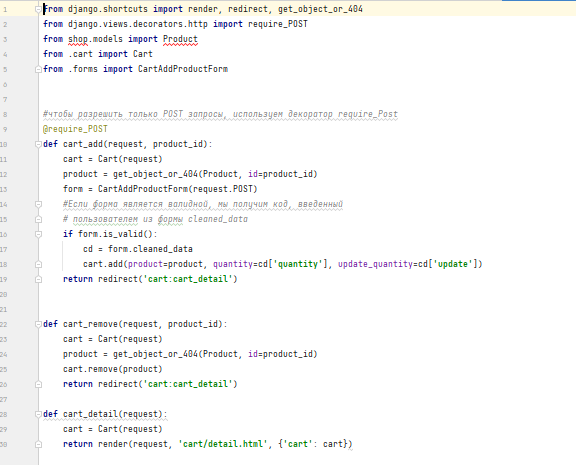 1 from django.shortcuts import render, redirect, get_object_or_404
2 from django.views.decorators.http import require_POST
3 from shop.models import Product
4 from .cart import Cart
5 from .forms import CartAddProductForm
6
7
8 #чтобы разрешить только POST запросы, используем декоратор require_Post
9 @require_POST
10 def cart_add(request, product_id):
11     cart = Cart(request)
12     product = get_object_or_404(Product, id=product_id)
13     form = CartAddProductForm(request.POST)
14     #Если форма является валидной, мы получим код, введенный
15     # пользователем из формы cleaned_data
16     if form.is_valid():
17         cd = form.cleaned_data
18         cart.add(product=product, quantity=cd['quantity'], update_quantity=cd['update'])
19     return redirect('cart:cart_detail')
20
21
22 def cart_remove(request, product_id):
23     cart = Cart(request)
24     product = get_object_or_404(Product, id=product_id)
25     cart.remove(product)
26     return redirect('cart:cart_detail')
27
28 def cart_detail(request):
29     cart = Cart(request)
30     return render(request, 'cart/detail.html', {'cart': cart})